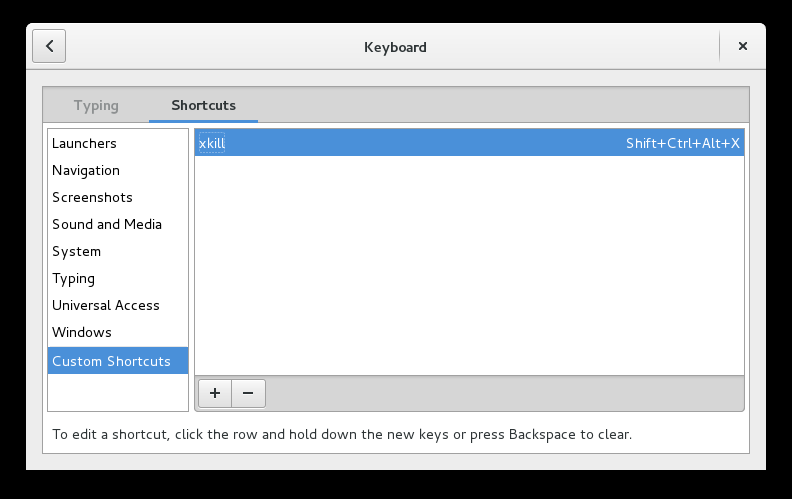 Keyboard
Typing
Shortcuts
Launchers
Navigation
Screenshots
Sound and Media
System
Typing
Universal Access
Windows
Custom Shortcuts
xkill Shift+Ctrl+Alt+X
To edit a shortcut, click the row and hold down the new keys or press Backspace to clear.